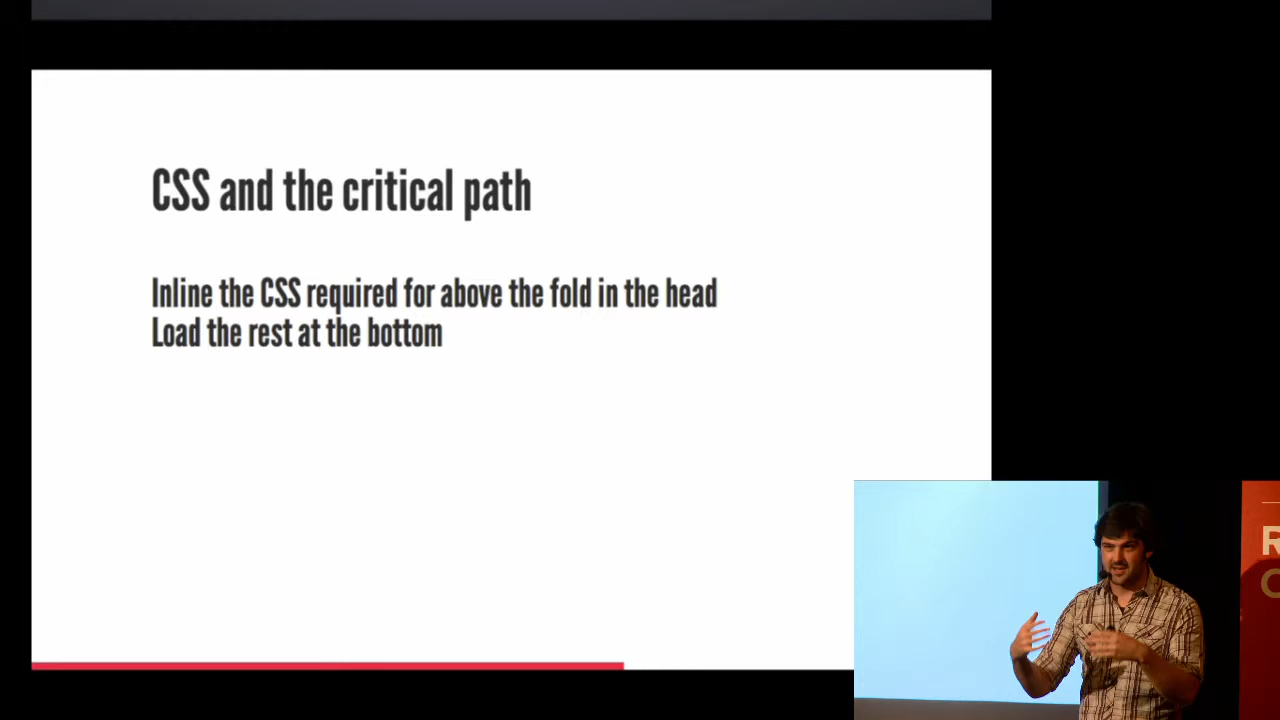 CSS and the critical path
Inline the CSS required for above the fold in the head
Load the rest at the bottom